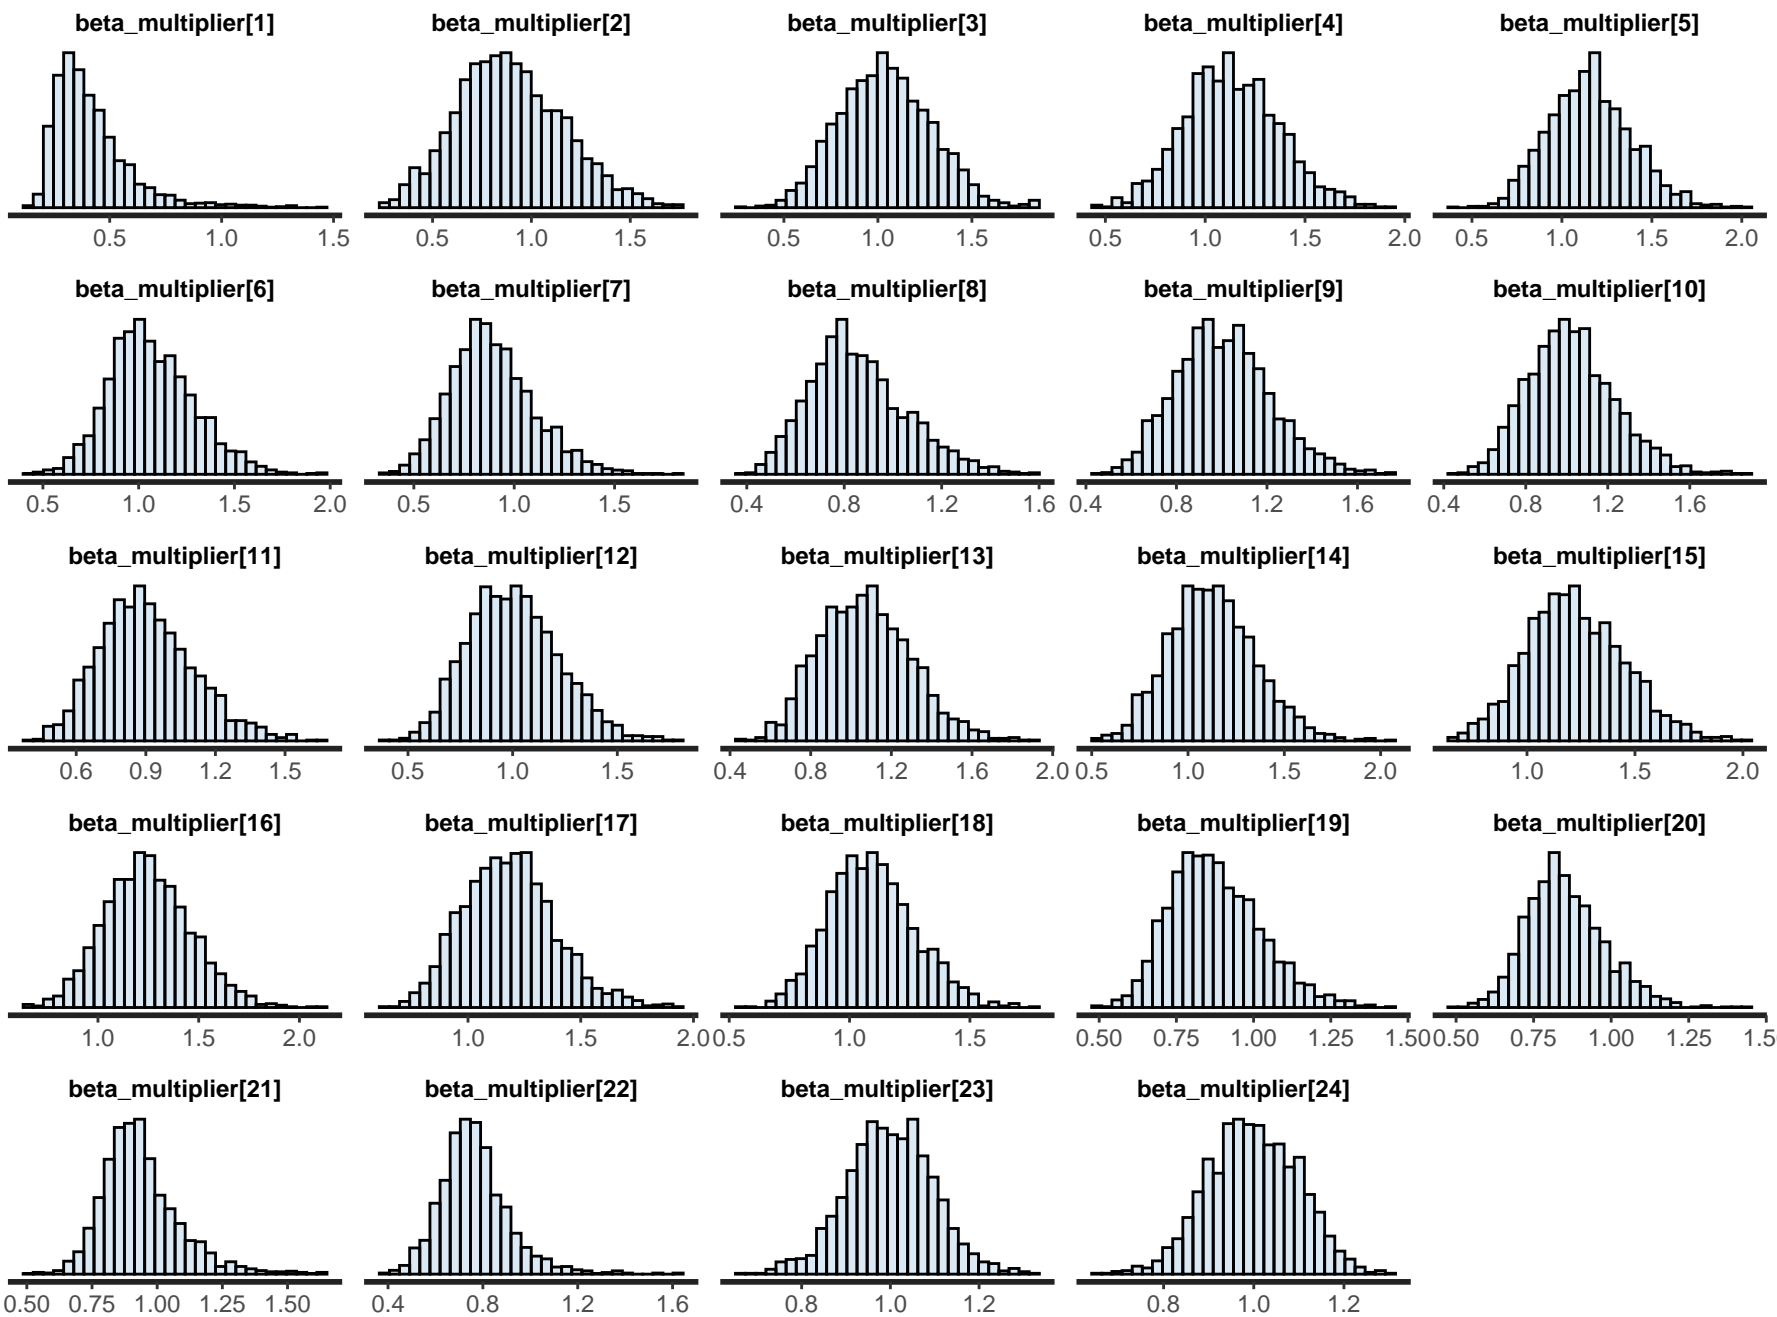 beta_multiplier[1] beta_multiplier[2] beta_multiplier[3] beta_multiplier[4] beta_multiplier[5]
0.5 1.0 1.5 0.5 1.0 1.5 0.5 1.0 1.5 0.5 1.0 1.5 2.0 0.5 1.0 1.5 2.0
beta_multiplier[6] beta_multiplier[7] beta_multiplier[8] beta_multiplier[9] beta_multiplier[10]
0.5 1.0 1.5 2.0 0.5 1.0 1.5 0.4 0.8 1.2 1.6 0.4 0.8 1.2 1.6 0.4 0.8 1.2 1.6
beta_multiplier[11] beta_multiplier[12] beta_multiplier[13] beta_multiplier[14] beta_multiplier[15]
0.6 0.9 1.2 1.5 0.5 1.0 1.5 0.4 0.8 1.2 1.6 2.0 0.5 1.0 1.5 2.0 1.0 1.5 2.0
beta_multiplier[16] beta_multiplier[17] beta_multiplier[18] beta_multiplier[19] beta_multiplier[20]
1.0 1.5 2.0 1.0 1.5 2.0 0.5 1.0 1.5 0.50 0.75 1.00 1.25 1.50 0.50 0.75 1.00 1.25 1.5
beta_multiplier[21] beta_multiplier[22] beta_multiplier[23] beta_multiplier[24]
0.50 0.75 1.00 1.25 1.50 0.4 0.8 1.2 1.6 0.8 1.0 1.2 0.8 1.0 1.2